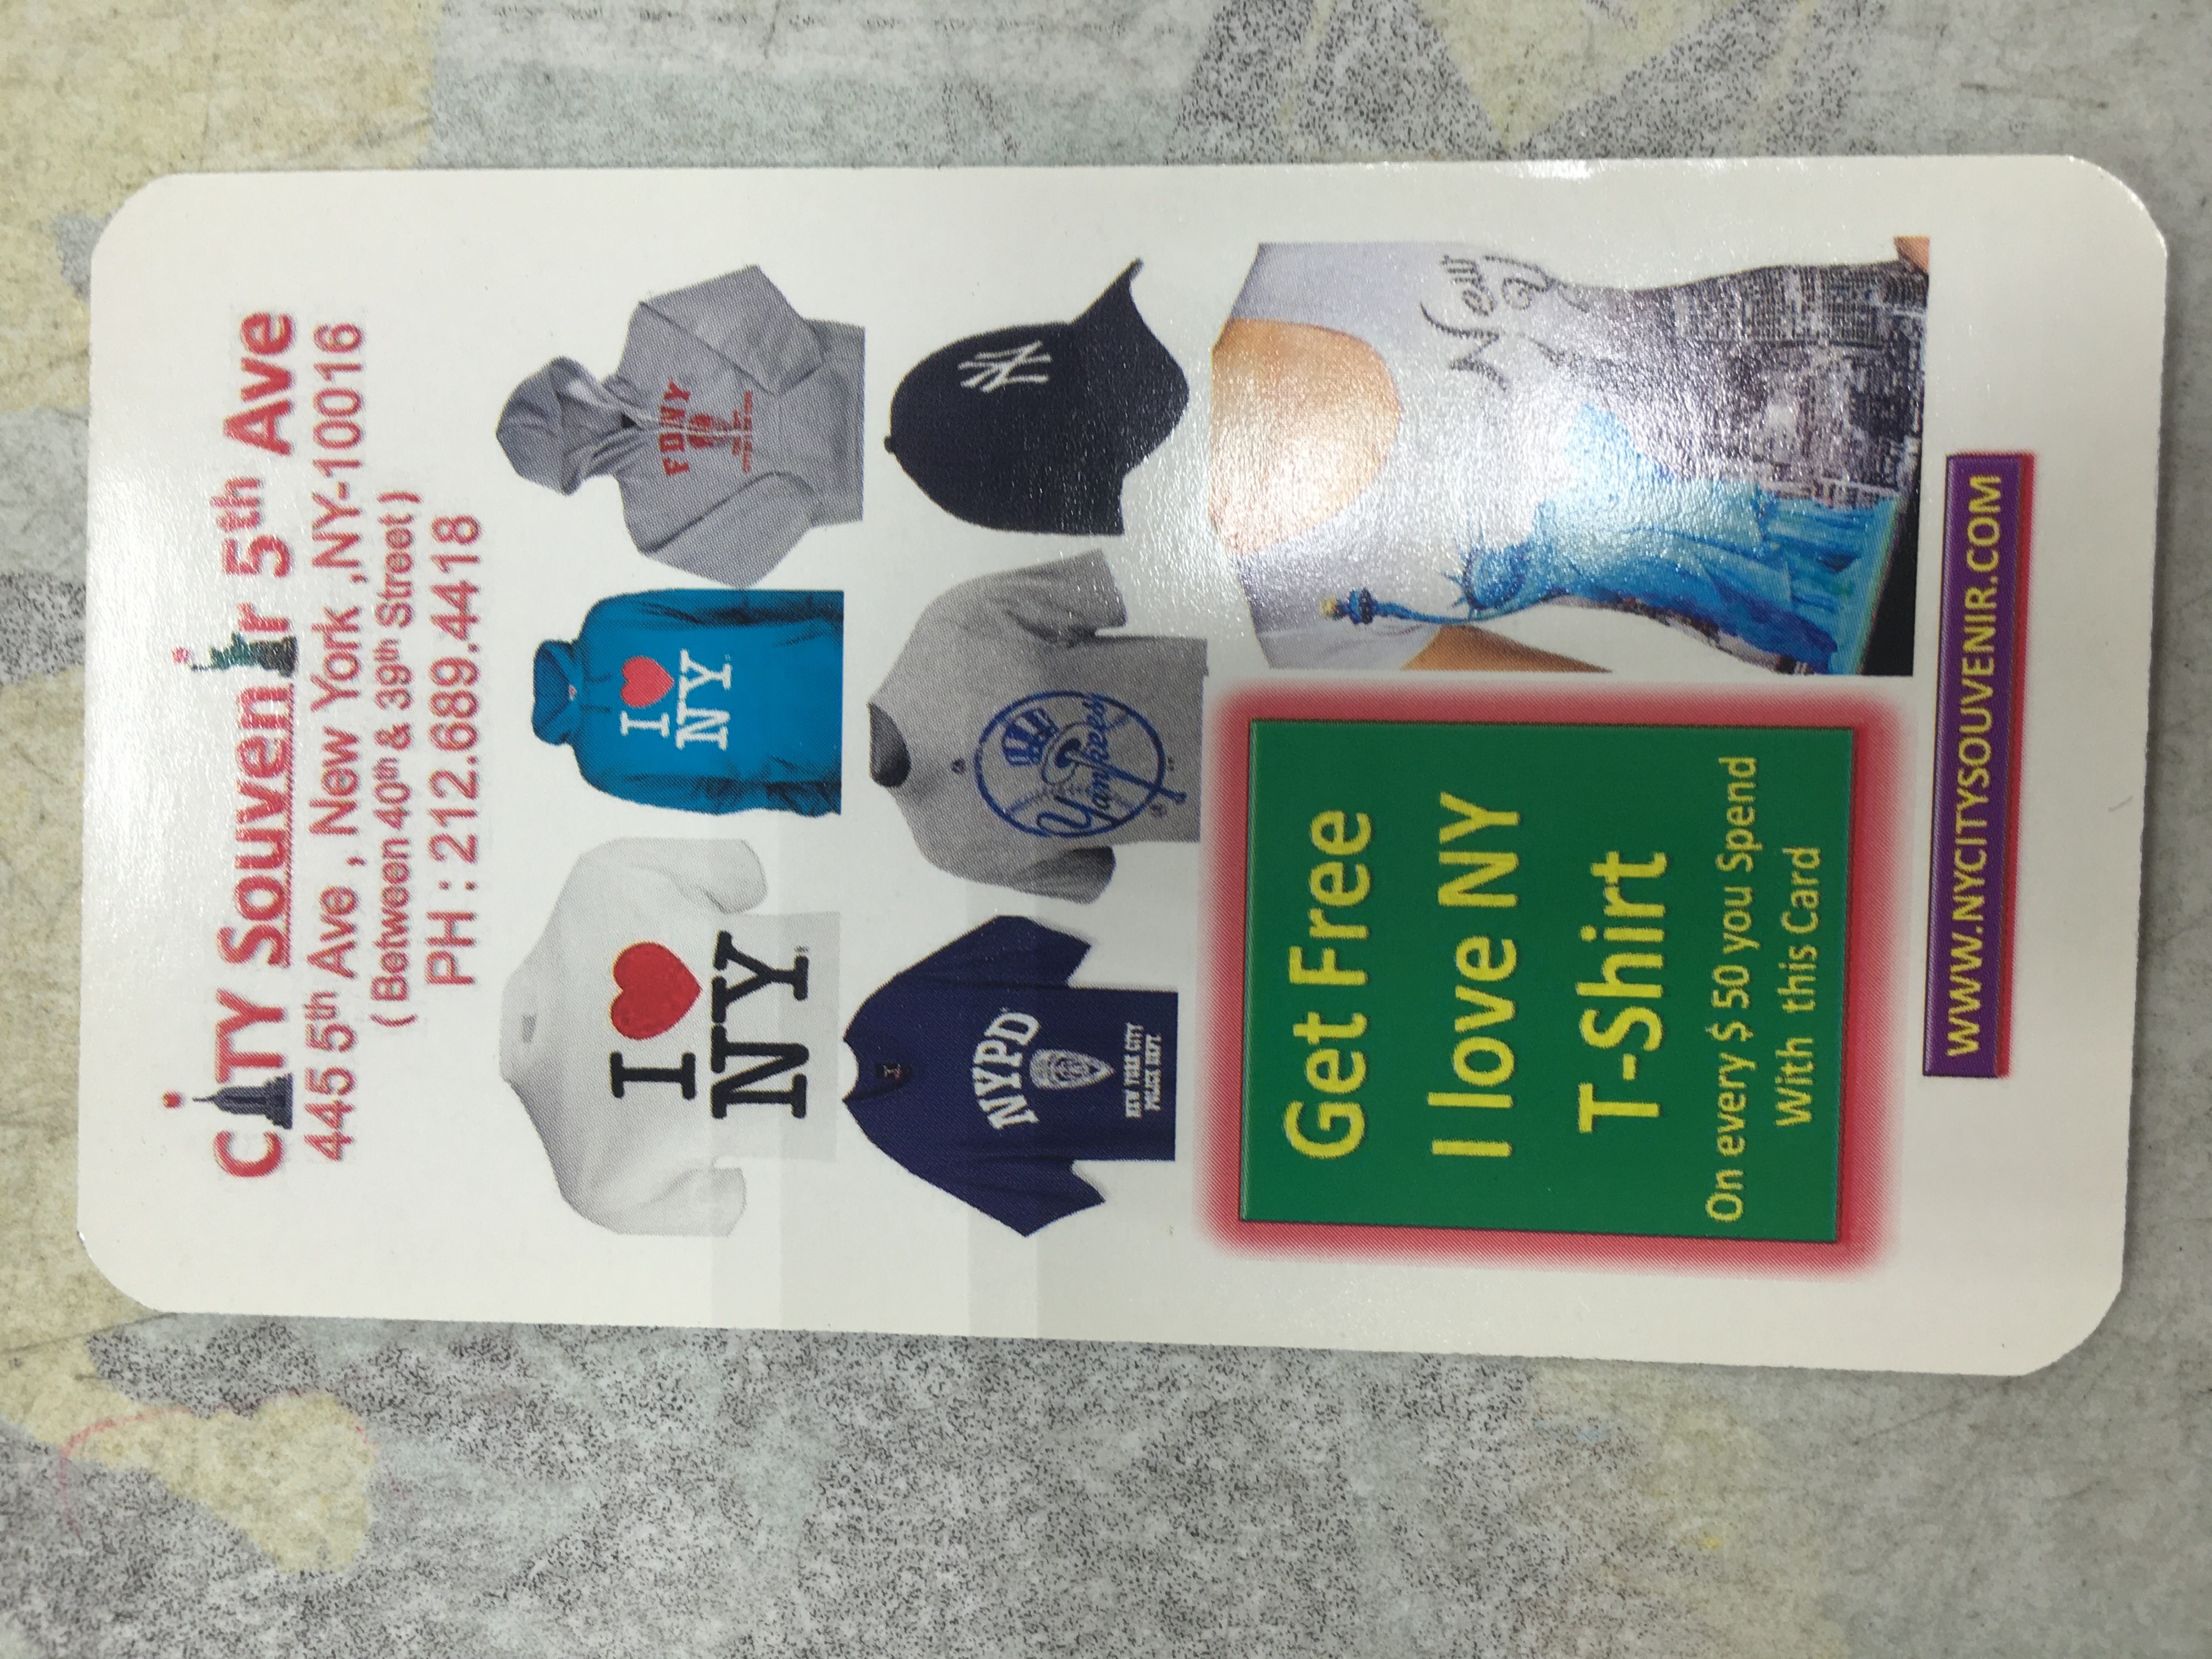 CITY Souvenir 5th Ave
445 5th Ave , New York ,NY-10016
( Between 40th & 39th Street )
PH : 212.689.4418
I
NY
I
NY
FDNY
NYPD
NEW YORK CITY
POLICE DEPT.
Yankees
NY
Get Free
I love NY
T-Shirt
On every $ 50 you Spend
With this Card
New
Y
WWW.NYCITYSOUVENIR.COM